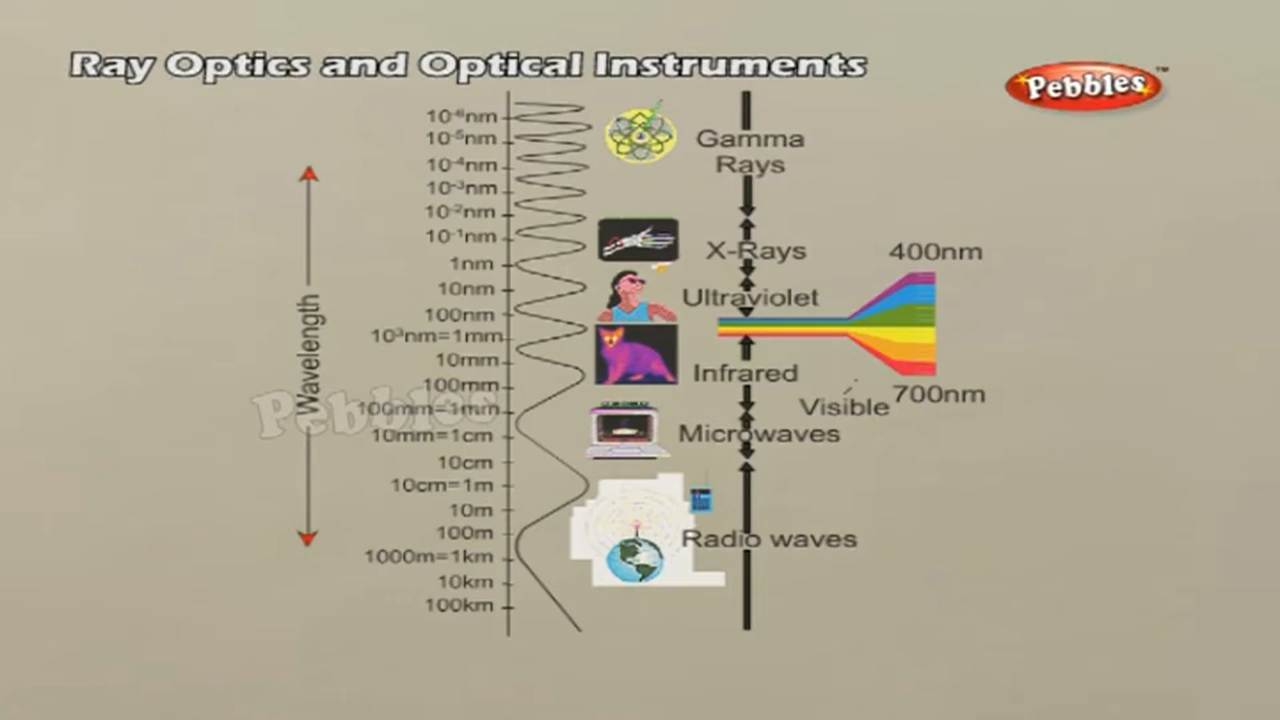 Ray Optics and Optical Instruments
Pebbles™
10⁻⁶nm
10⁻⁵nm
10⁻⁴nm
10⁻³nm
10⁻²nm
10⁻¹nm
1nm
10nm
100nm
10³nm=1mm
10mm
100mm
100mm=1mm
10mm=1cm
10cm
10cm=1m
10m
100m
1000m=1km
10km
100km
Wavelength
Pebbles
Gamma
Rays
X-Rays
Ultraviolet
Infrared
Microwaves
Radio waves
400nm
700nm
Visible